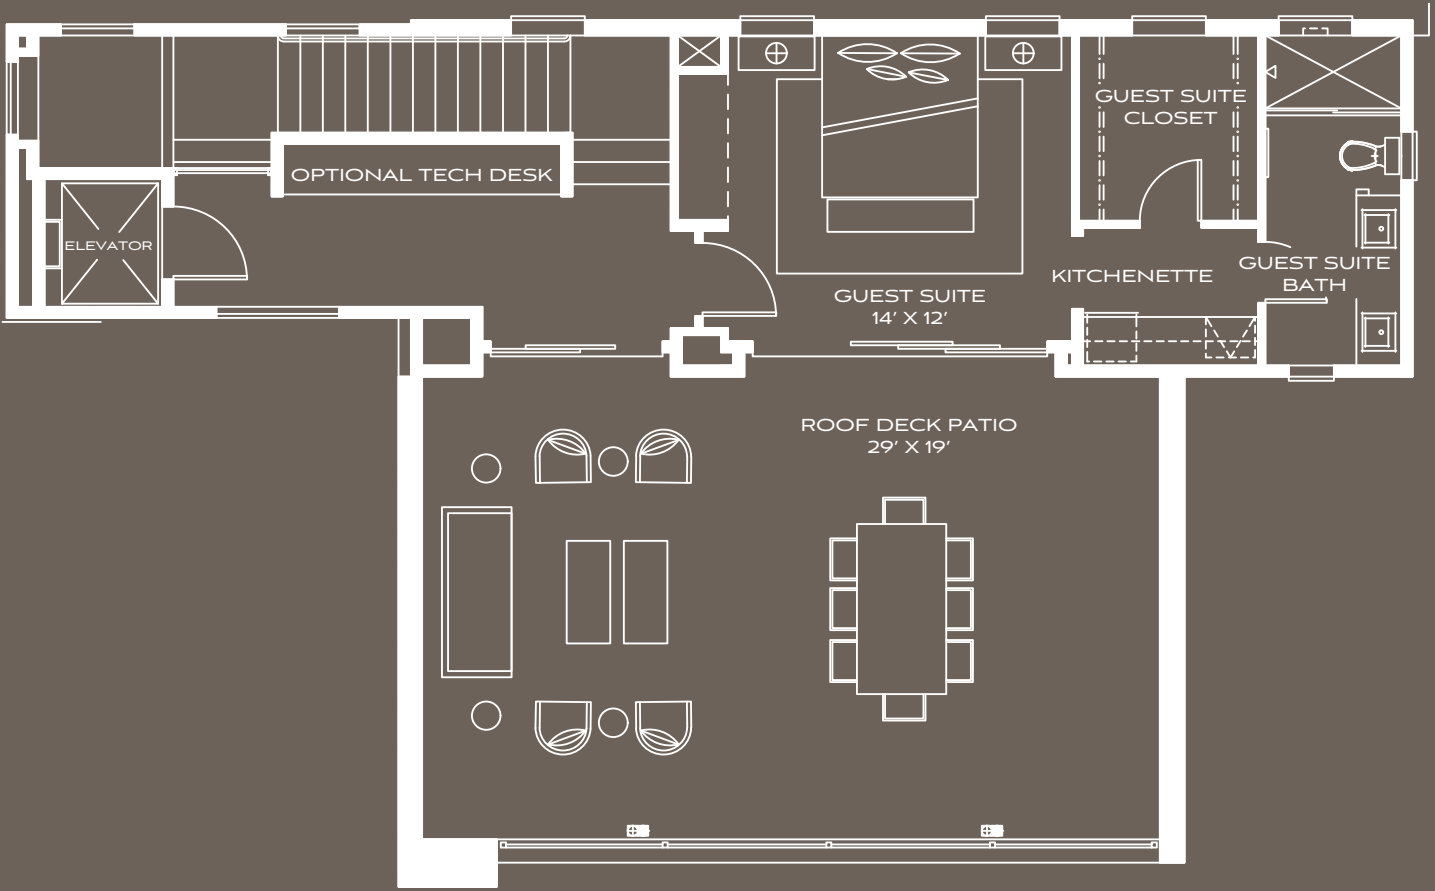 GUEST SUITE
CLOSET
OPTIONAL TECH DESK
ELEVATOR
KITCHENETTE
GUEST SUITE
BATH
GUEST SUITE
14' X 12'
ROOF DECK PATIO
29' X 19'